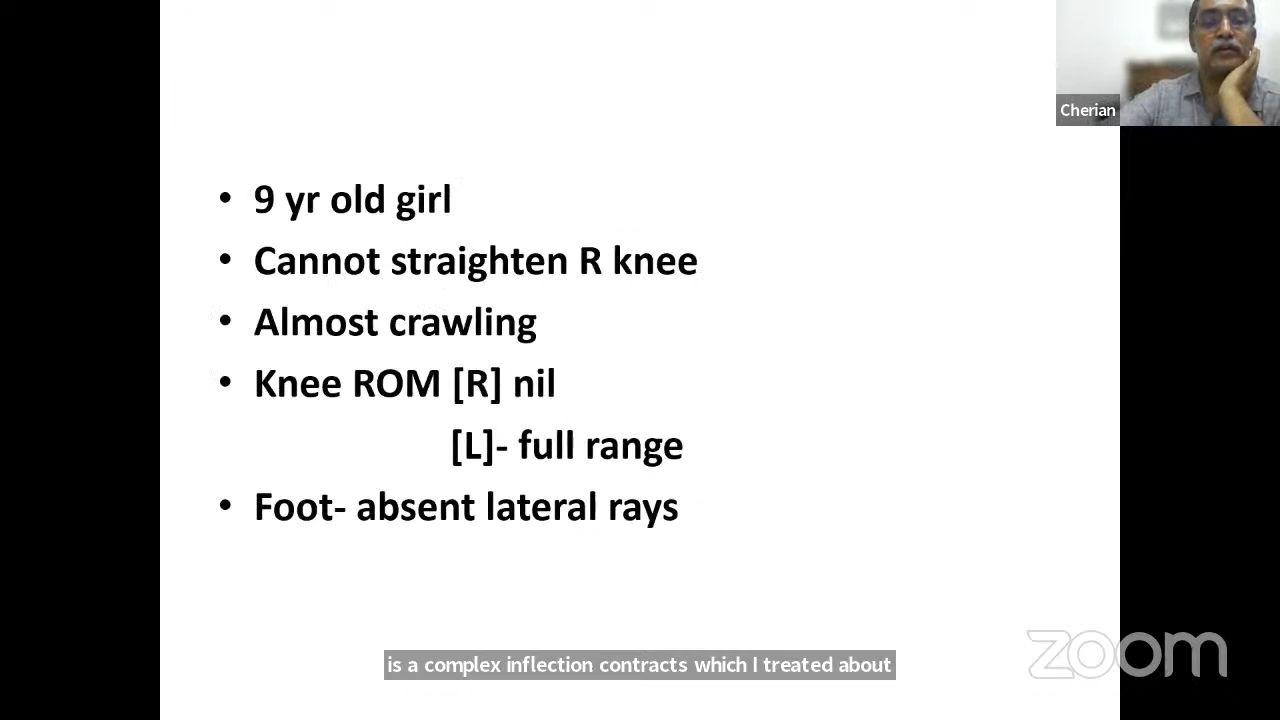 Cherian
• 9 yr old girl
• Cannot straighten R knee
• Almost crawling
• Knee ROM [R] nil
[L]- full range
• Foot- absent lateral rays
is a complex inflection contracts which I treated about
zoom